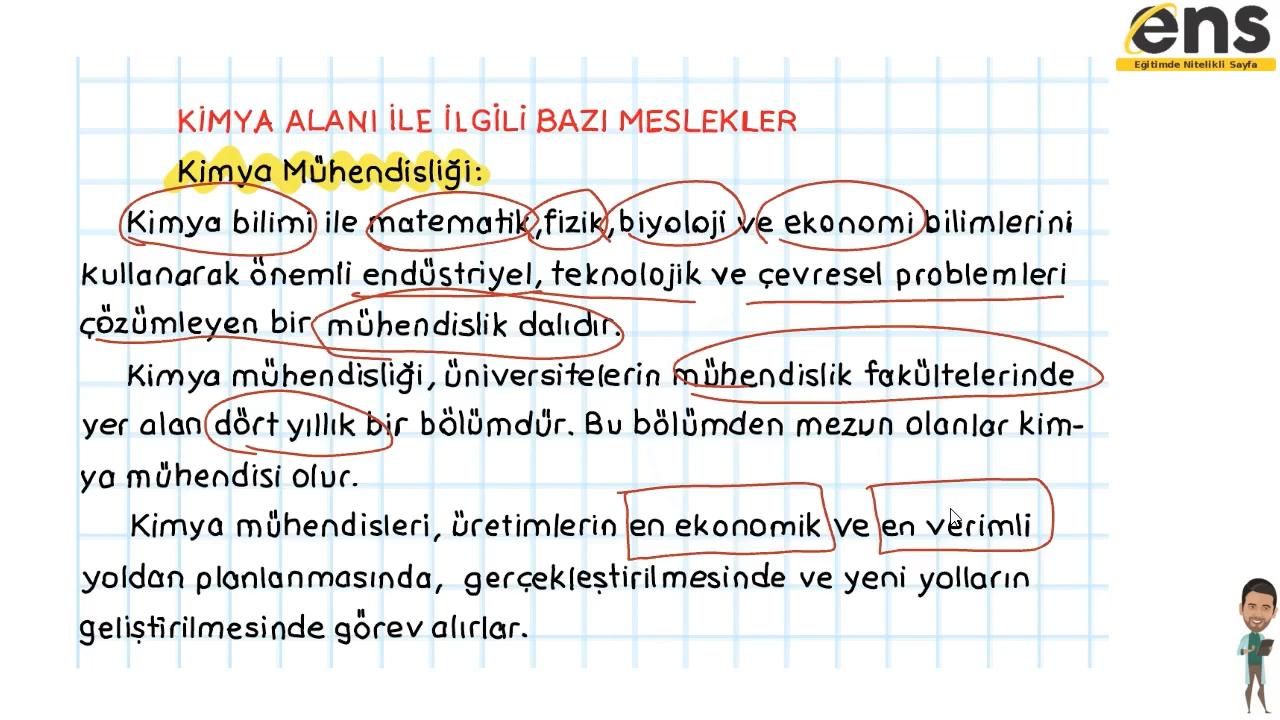 ens
Eğitimde Nitelikli Sayfa
KİMYA ALANI İLE İLGİLİ BAZI MESLEKLER
Kimya Mühendisliği:
Kimya bilimi ile matematik, fizik, biyoloji ve ekonomi bilimlerini
kullanarak önemli endüstriyel, teknolojik ve çevresel problemleri
çözümleyen bir mühendislik dalıdır.
Kimya mühendisliği, üniversitelerin mühendislik fakültelerinde
yer alan dört yıllık bir bölümdür. Bu bölümden mezun olanlar kim-
ya mühendisi olur.
Kimya mühendisleri, üretimlerin en ekonomik ve en verimli
yoldan planlanmasında, gerçekleştirilmesinde ve yeni yolların
geliştirilmesinde görev alırlar.